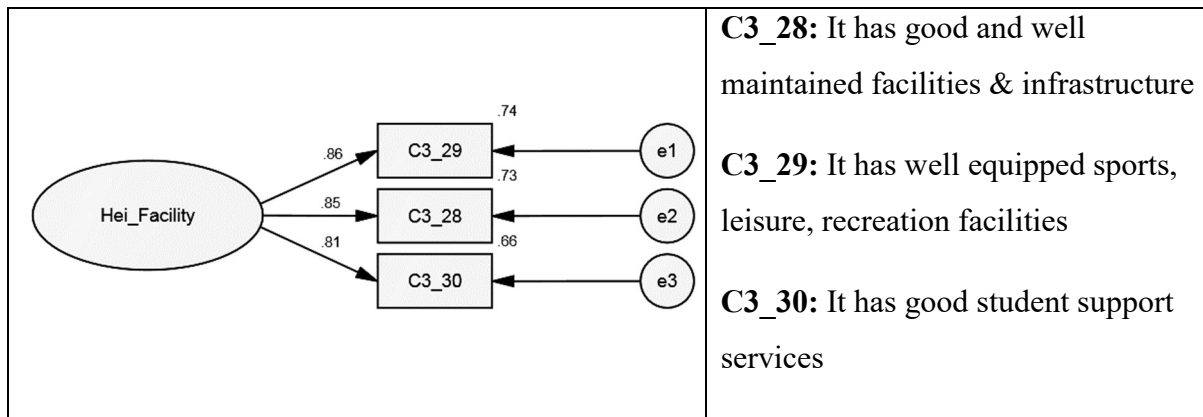 .74
.86
C3_29
e1
.73
Hei_Facility
.85
C3_28
e2
.66
.81
C3_30
e3
C3_28: It has good and well
maintained facilities & infrastructure
C3_29: It has well equipped sports,
leisure, recreation facilities
C3_30: It has good student support
services